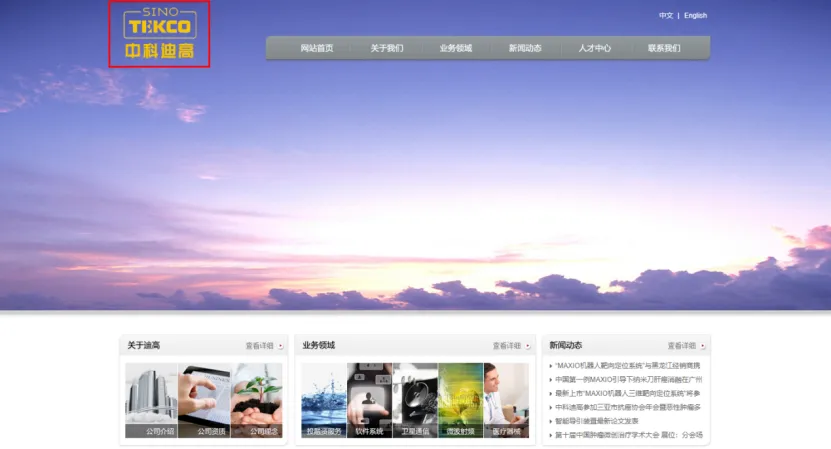 SINO
TEKCO
中科迪高
中文 | English
网站首页 关于我们 业务领域 新闻动态 人才中心 联系我们
关于迪高 查看详细
公司介绍 公司资质 公司理念
业务领域 查看详细
投融资服务 软件系统 卫星通信 微波射频 医疗器械
新闻动态 查看详细
“MAXIO机器人靶向定位系统”与黑龙江经销商携
中国第一例MAXIO引导下纳米刀肝癌消融在广州
最新上市“MAXIO机器人三维靶向定位系统”将参
中科迪高参加三亚市抗癌协会年会暨恶性肿瘤多
智能导引装置最新论文发表
第十届中国肿瘤微创治疗学术大会 展位：分会场